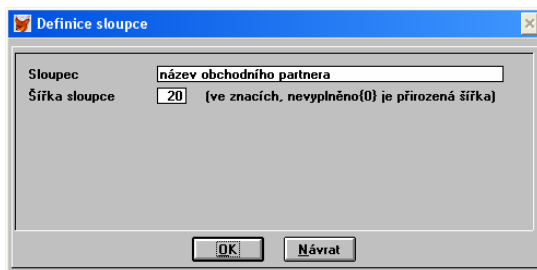 Definice sloupce
Sloupec název obchodního partnera
Šířka sloupce 20 (ve znacích, nevyplněno{0} je přirozená šířka)
OK Návrat